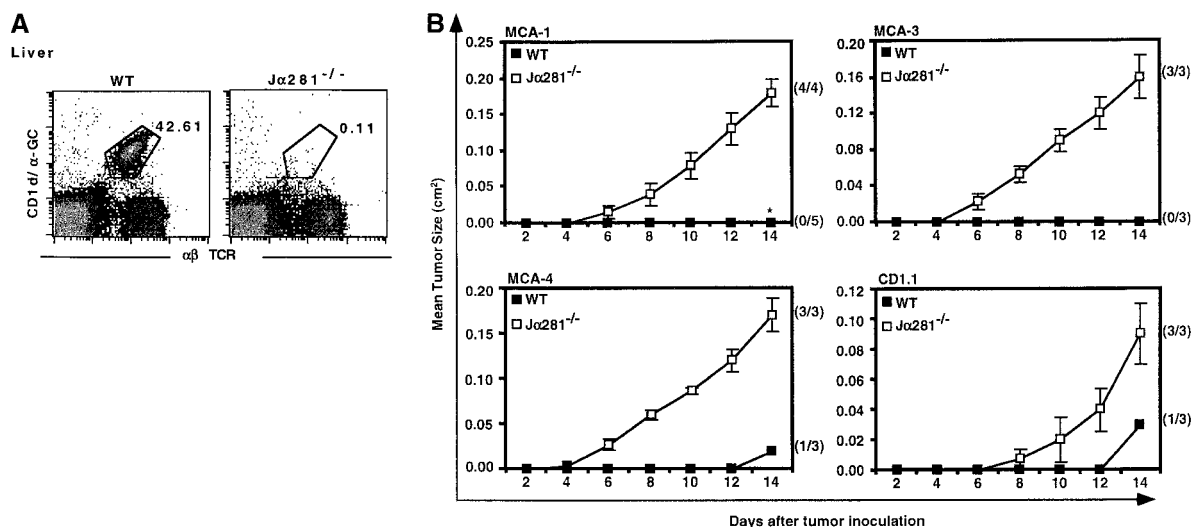 A
Liver
WT
Jα281-/-
42.61
0.11
CD1d/ α-GC
αβ TCR
B
Mean Tumor Size (cm²)
MCA-1
WT
Jα281-/-
0.25
0.20
0.15
0.10
0.05
0.00
2 4 6 8 10 12 14
(4/4)
*
(0/5)
MCA-3
WT
Jα281-/-
0.20
0.16
0.12
0.08
0.04
0.00
2 4 6 8 10 12 14
(3/3)
(0/3)
MCA-4
WT
Jα281-/-
0.20
0.15
0.10
0.05
0.00
2 4 6 8 10 12 14
(3/3)
(1/3)
CD1.1
WT
Jα281-/-
0.12
0.10
0.08
0.06
0.04
0.02
0.00
2 4 6 8 10 12 14
(3/3)
(1/3)
Days after tumor inoculation